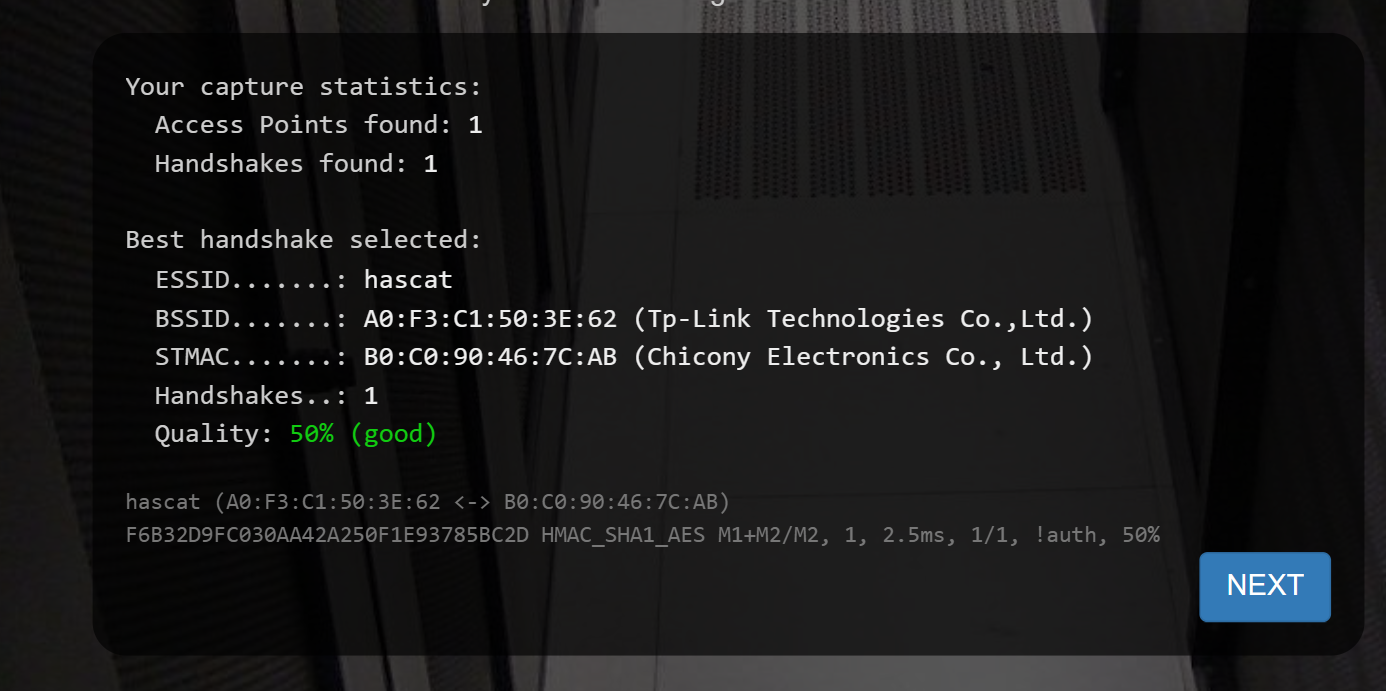 Your capture statistics:
Access Points found: 1
Handshakes found: 1
Best handshake selected:
ESSID.......: hascat
BSSID.......: A0:F3:C1:50:3E:62 (Tp-Link Technologies Co.,Ltd.)
STMAC.......: B0:C0:90:46:7C:AB (Chicony Electronics Co., Ltd.)
Handshakes..: 1
Quality: 50% (good)
hascat (A0:F3:C1:50:3E:62 <-> B0:C0:90:46:7C:AB)
F6B32D9FC030AA42A250F1E93785BC2D HMAC_SHA1_AES M1+M2/M2, 1, 2.5ms, 1/1, !auth, 50%
NEXT